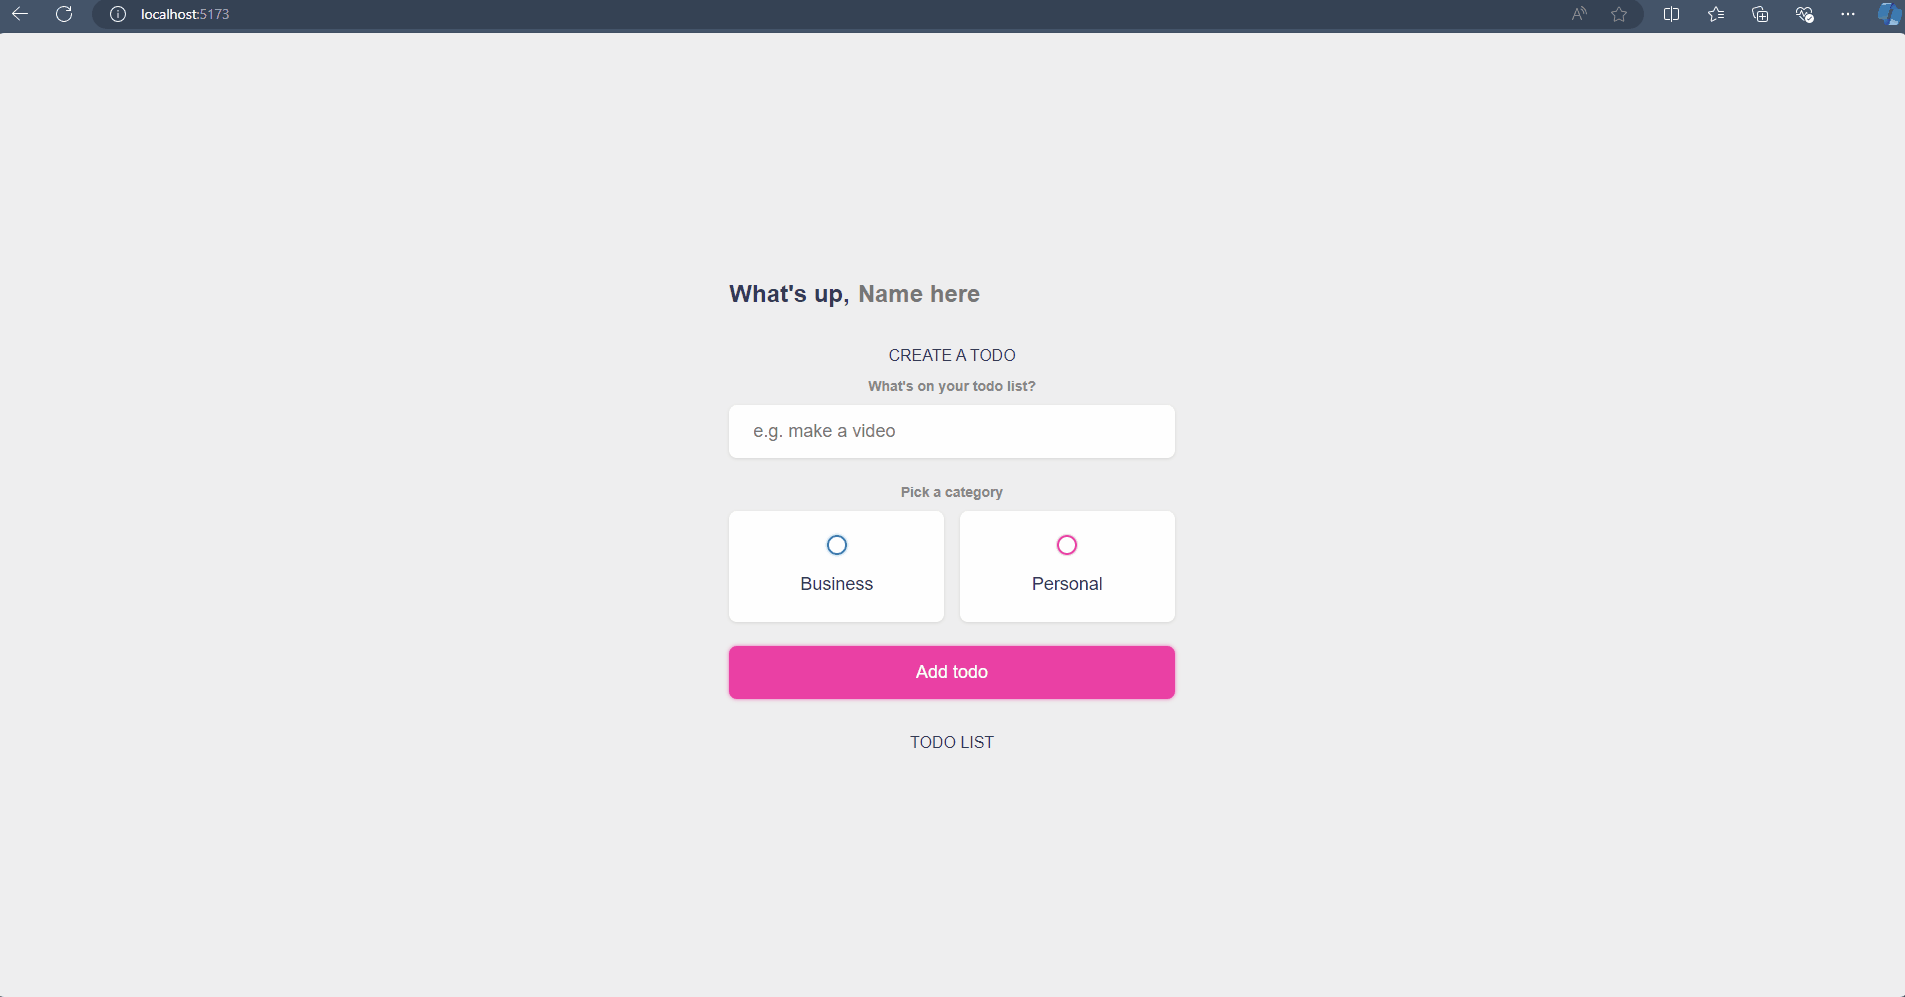 localhost:5173
What's up, Name here
CREATE A TODO
What's on your todo list?
e.g. make a video
Pick a category
Business
Personal
Add todo
TODO LIST